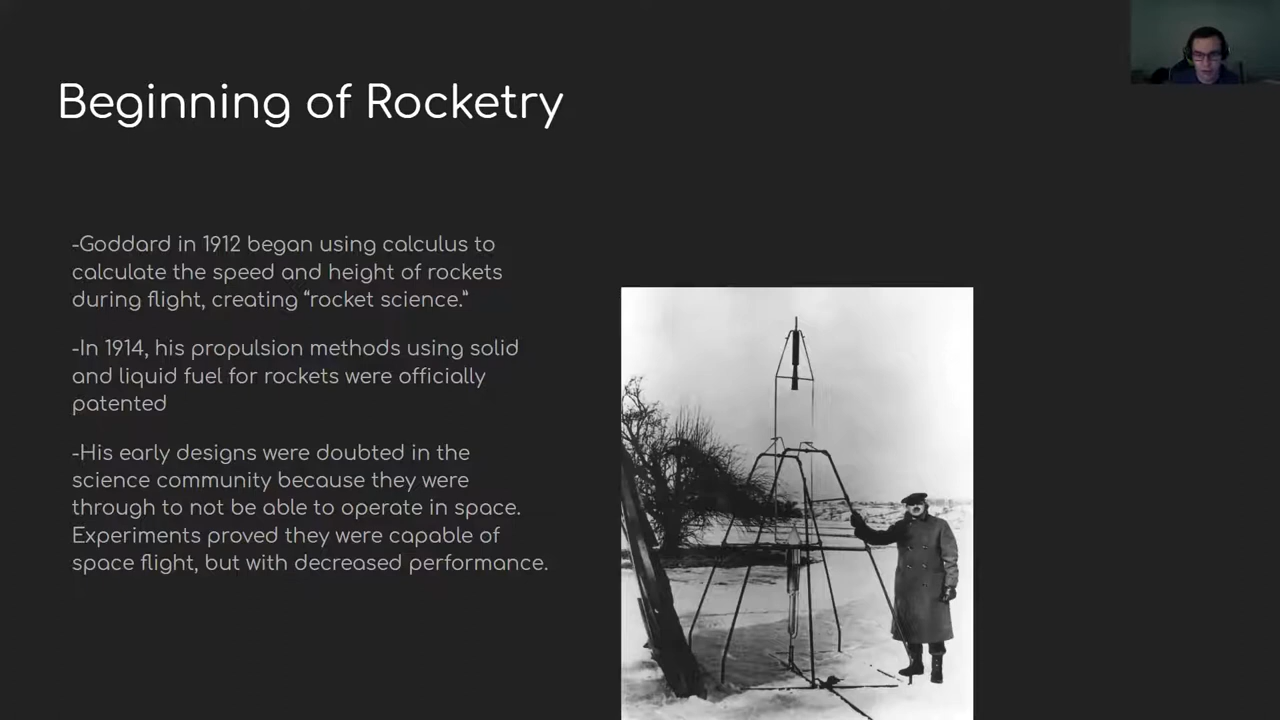 Beginning of Rocketry
-Goddard in 1912 began using calculus to
calculate the speed and height of rockets
during flight, creating “rocket science.”
-In 1914, his propulsion methods using solid
and liquid fuel for rockets were officially
patented
-His early designs were doubted in the
science community because they were
through to not be able to operate in space.
Experiments proved they were capable of
space flight, but with decreased performance.